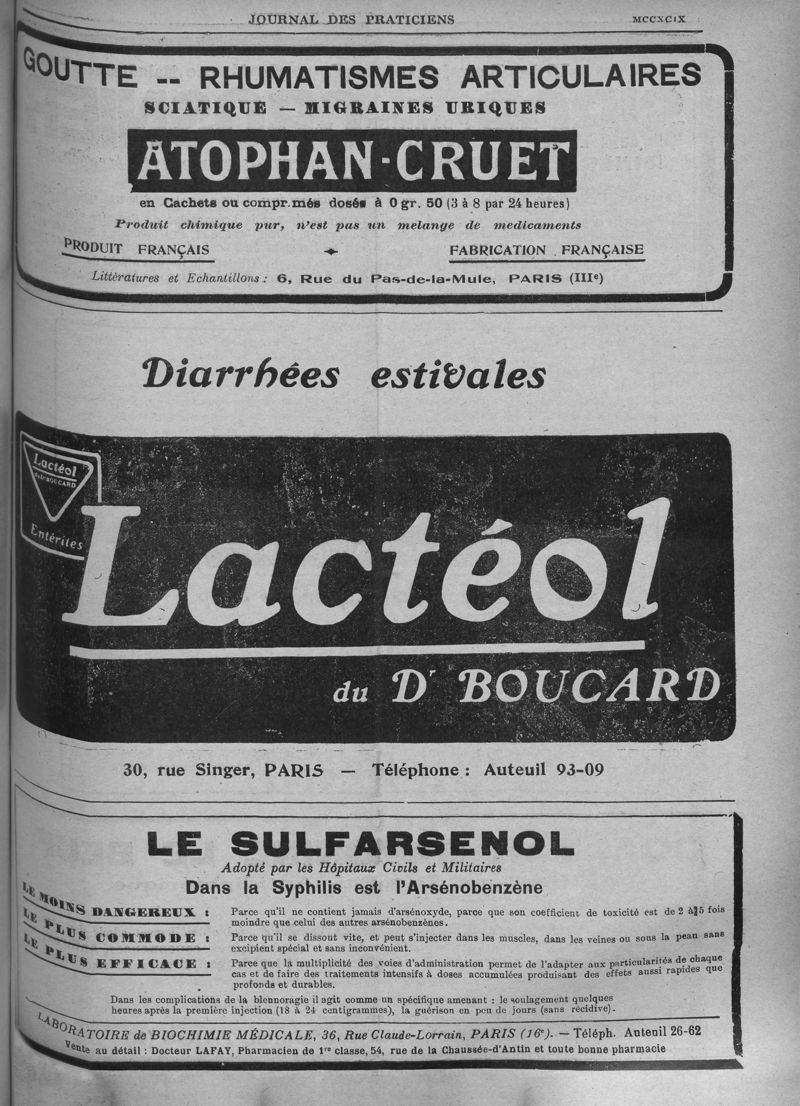 JOURNAL DES PRATICIENS MCCXCIX
GOUTTE -- RHUMATISMES ARTICULAIRES
SCIATIQUE — MIGRAINES URIQUES
ATOPHAN-CRUET
en Cachets ou compr.més dosés à 0 gr. 50 (3 à 8 par 24 heures)
Produit chimique pur, n'est pas un melange de medicaments
PRODUIT FRANÇAIS FABRICATION FRANÇAISE
Littèratures et Echantillons : 6, Rue du Pas-de-la-Mule, PARIS (IIIe)
Diarrhées estivales
Lactéol
du Dr BOUCARD
Entérites
Lactéol
du Dr BOUCARD
30, rue Singer, PARIS — Téléphone : Auteuil 93-09
LE SULFARSENOL
Adopté par les Hôpitaux Civils et Militaires
Dans la Syphilis est l'Arsénobenzène
LE MOINS DANGEREUX : Parce qu'il ne contient jamais d'arsénoxyde, parce que son coefficient de toxicité est de 2 à 5 fois
moindre que celui des autres arsénobenzènes.
LE PLUS COMMODE : Parce qu'il se dissout vite, et peut s'injecter dans les muscles, dans les veines ou sous la peau sans
excipient spécial et sans inconvénient.
LE PLUS EFFICACE : Parce que la multiplicité des voies d'administration permet de l'adapter aux particularités de chaque
cas et de faire des traitements intensifs à doses accumulées produisant des effets aussi rapides que
profonds et durables.
Dans les complications de la blennoragie il agit comme un spécifique amenant : le soulagement quelques
heures après la première injection (18 à 24 centigrammes), la guérison en peu de jours (sans récidive).
LABORATOIRE de BIOCHIMIE MÉDICALE, 36, Rue Claude-Lorrain, PARIS (16e). — Téléph. Auteuil 26-62
Vente au détail : Docteur LAFAY, Pharmacien de 1re classe, 54, rue de la Chaussée-d'Antin et toute bonne pharmacie